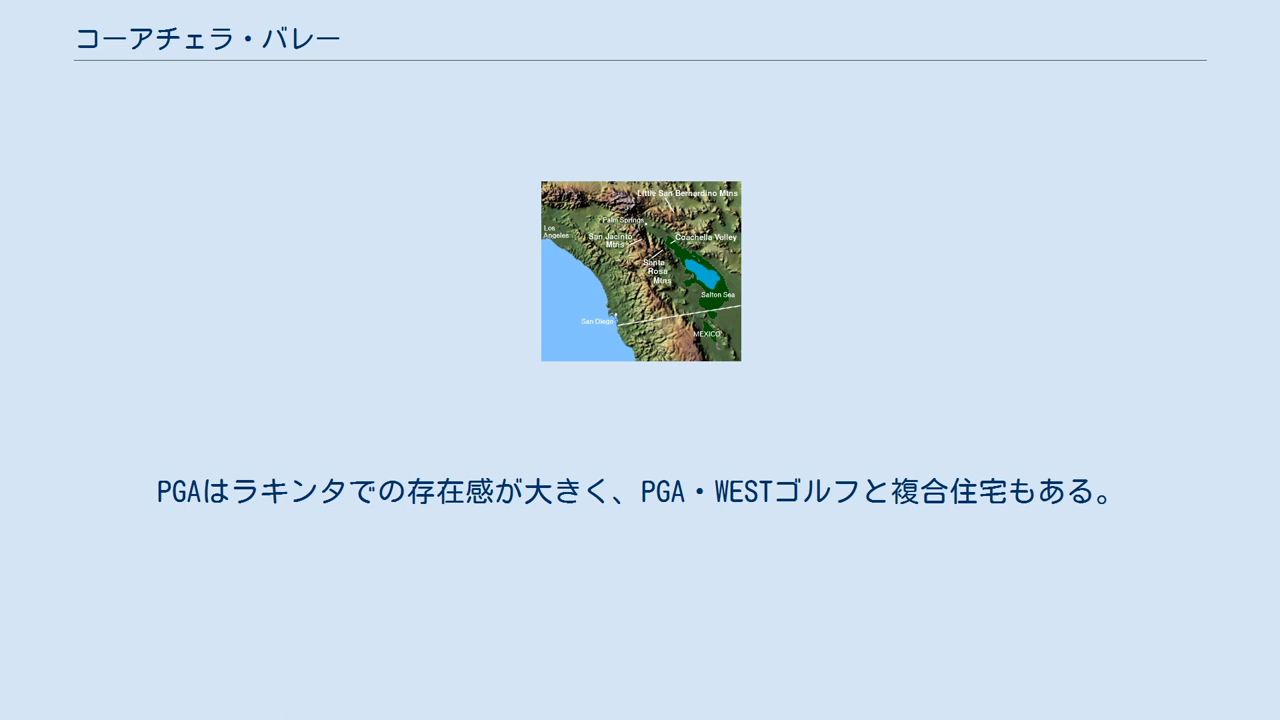 コーアチェラ・バレー
Little San Bernardino Mtns
Palm Springs
Los
Angeles
San Jacinto
Mtns
Coachella Valley
Santa
Rosa
Mtns
Salton Sea
San Diego
MEXICO
PGAはラキンタでの存在感が大きく、PGA・WESTゴルフと複合住宅もある。